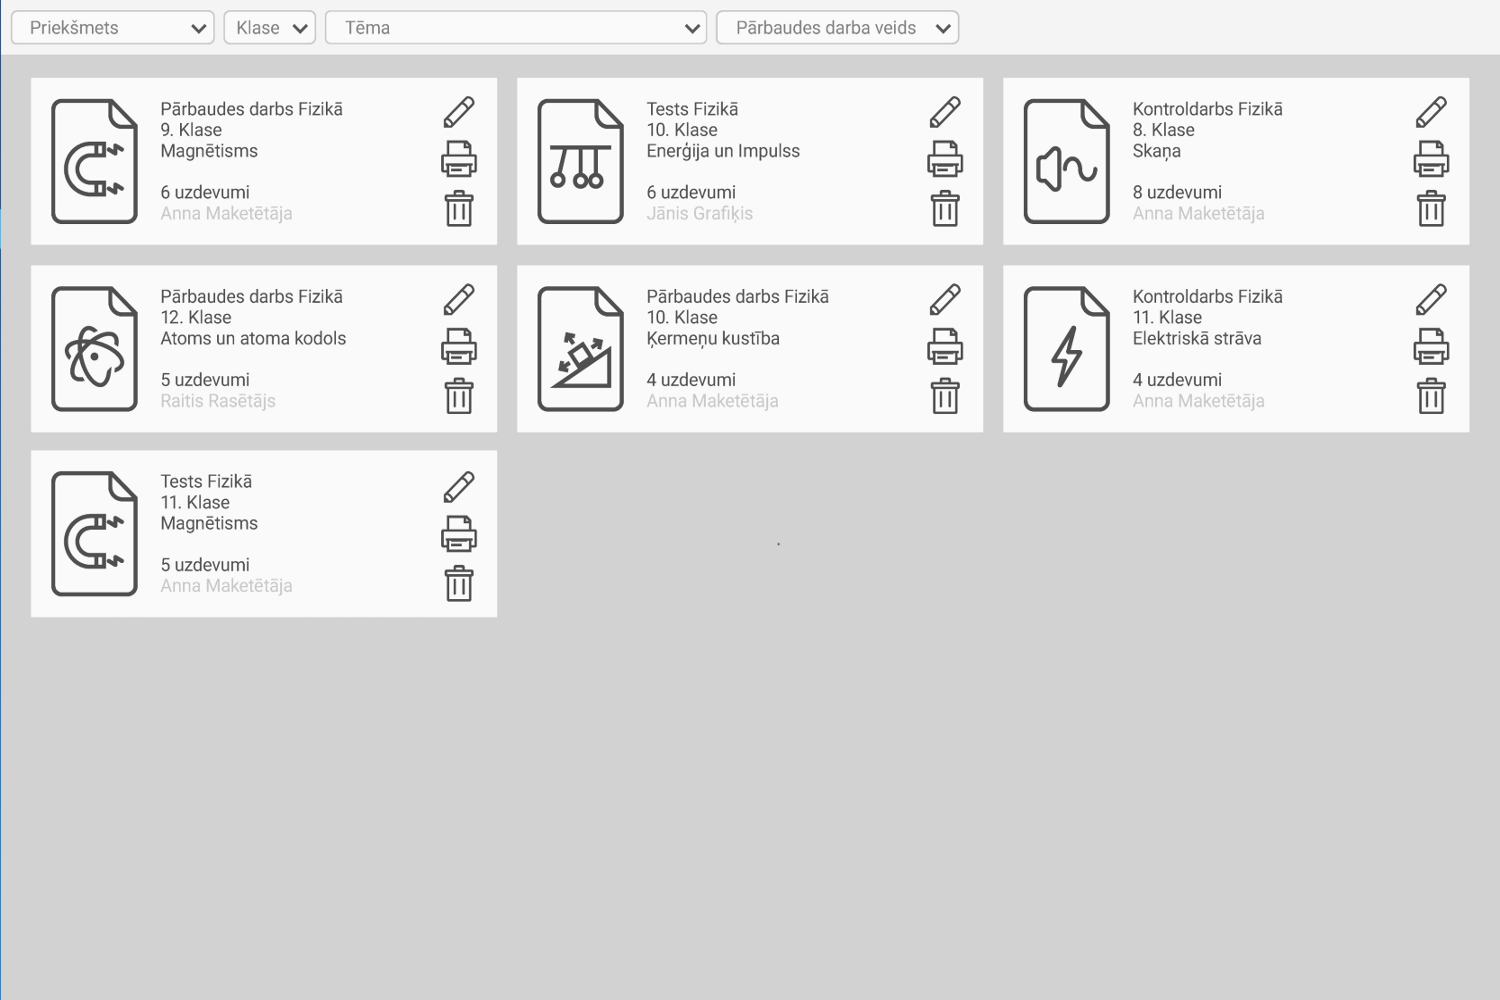 Priekšmets
Klase
Tēma
Pārbaudes darba veids
Pārbaudes darbs Fizikā
9. Klase
Magnētisms
6 uzdevumi
Anna Maketētāja
Tests Fizikā
10. Klase
Enerģija un Impulss
6 uzdevumi
Jānis Grafiķis
Kontroldarbs Fizikā
8. Klase
Skaņa
8 uzdevumi
Anna Maketētāja
Pārbaudes darbs Fizikā
12. Klase
Atoms un atoma kodols
5 uzdevumi
Raitis Rasētājs
Pārbaudes darbs Fizikā
10. Klase
Ķermeņu kustība
4 uzdevumi
Anna Maketētāja
Kontroldarbs Fizikā
11. Klase
Elektriskā strāva
4 uzdevumi
Anna Maketētāja
Tests Fizikā
11. Klase
Magnētisms
5 uzdevumi
Anna Maketētāja